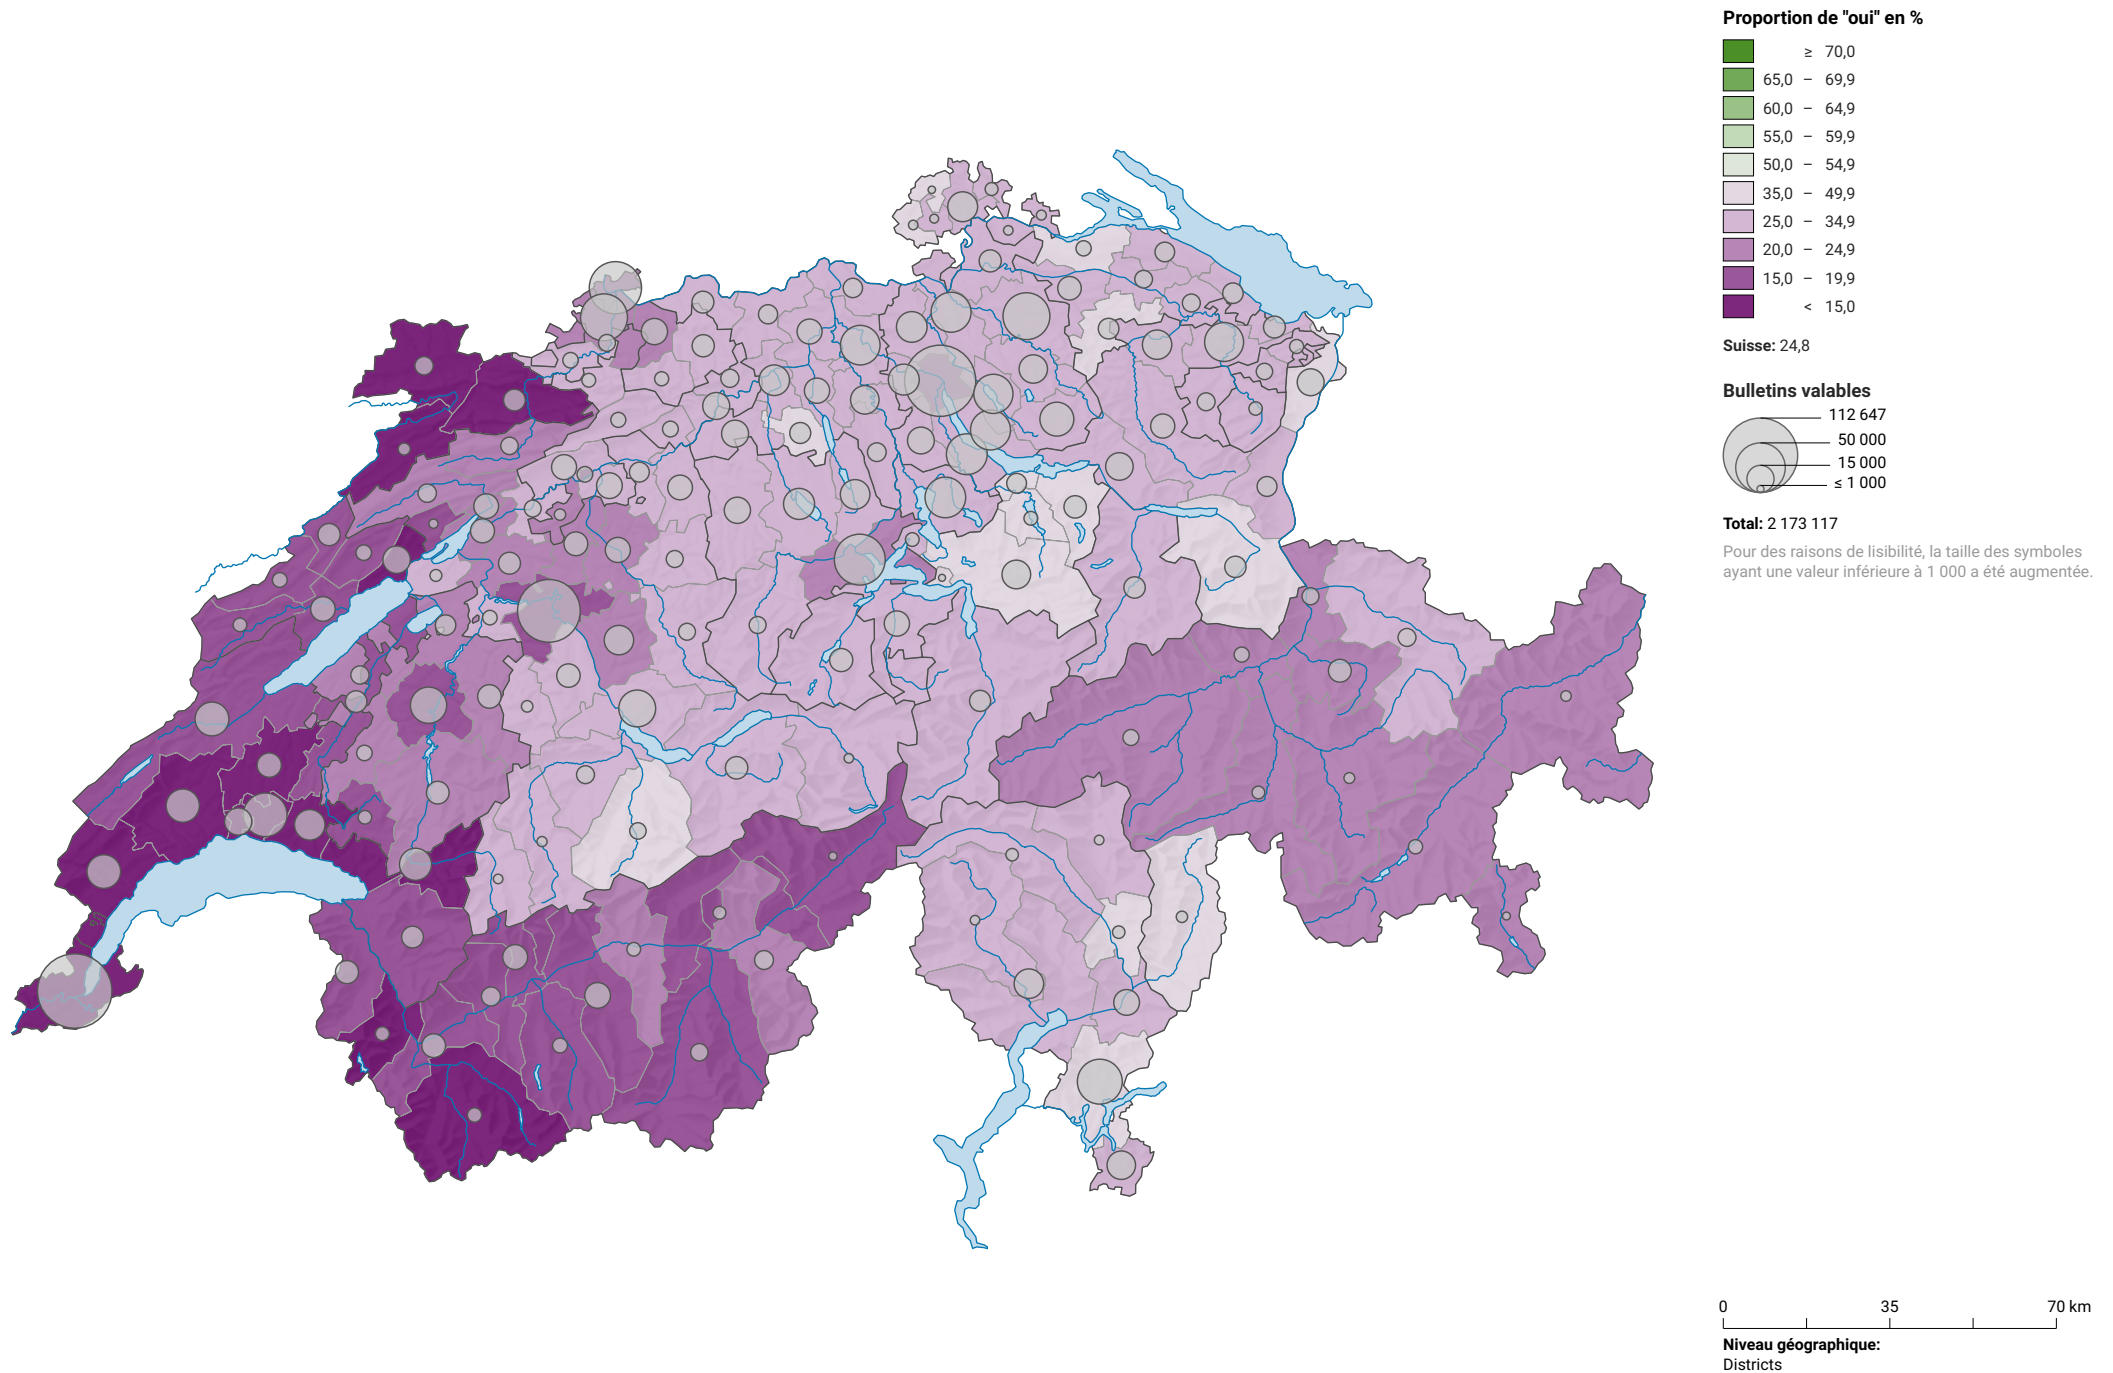 Proportion de "oui" en %
≥ 70,0
65,0 – 69,9
60,0 – 64,9
55,0 – 59,9
50,0 – 54,9
35,0 – 49,9
25,0 – 34,9
20,0 – 24,9
15,0 – 19,9
< 15,0
Suisse: 24,8
Bulletins valables
112 647
50 000
15 000
≤ 1 000
Total: 2 173 117
Pour des raisons de lisibilité, la taille des symboles
ayant une valeur inférieure à 1 000 a été augmentée.
0 35 70 km
Niveau géographique:
Districts